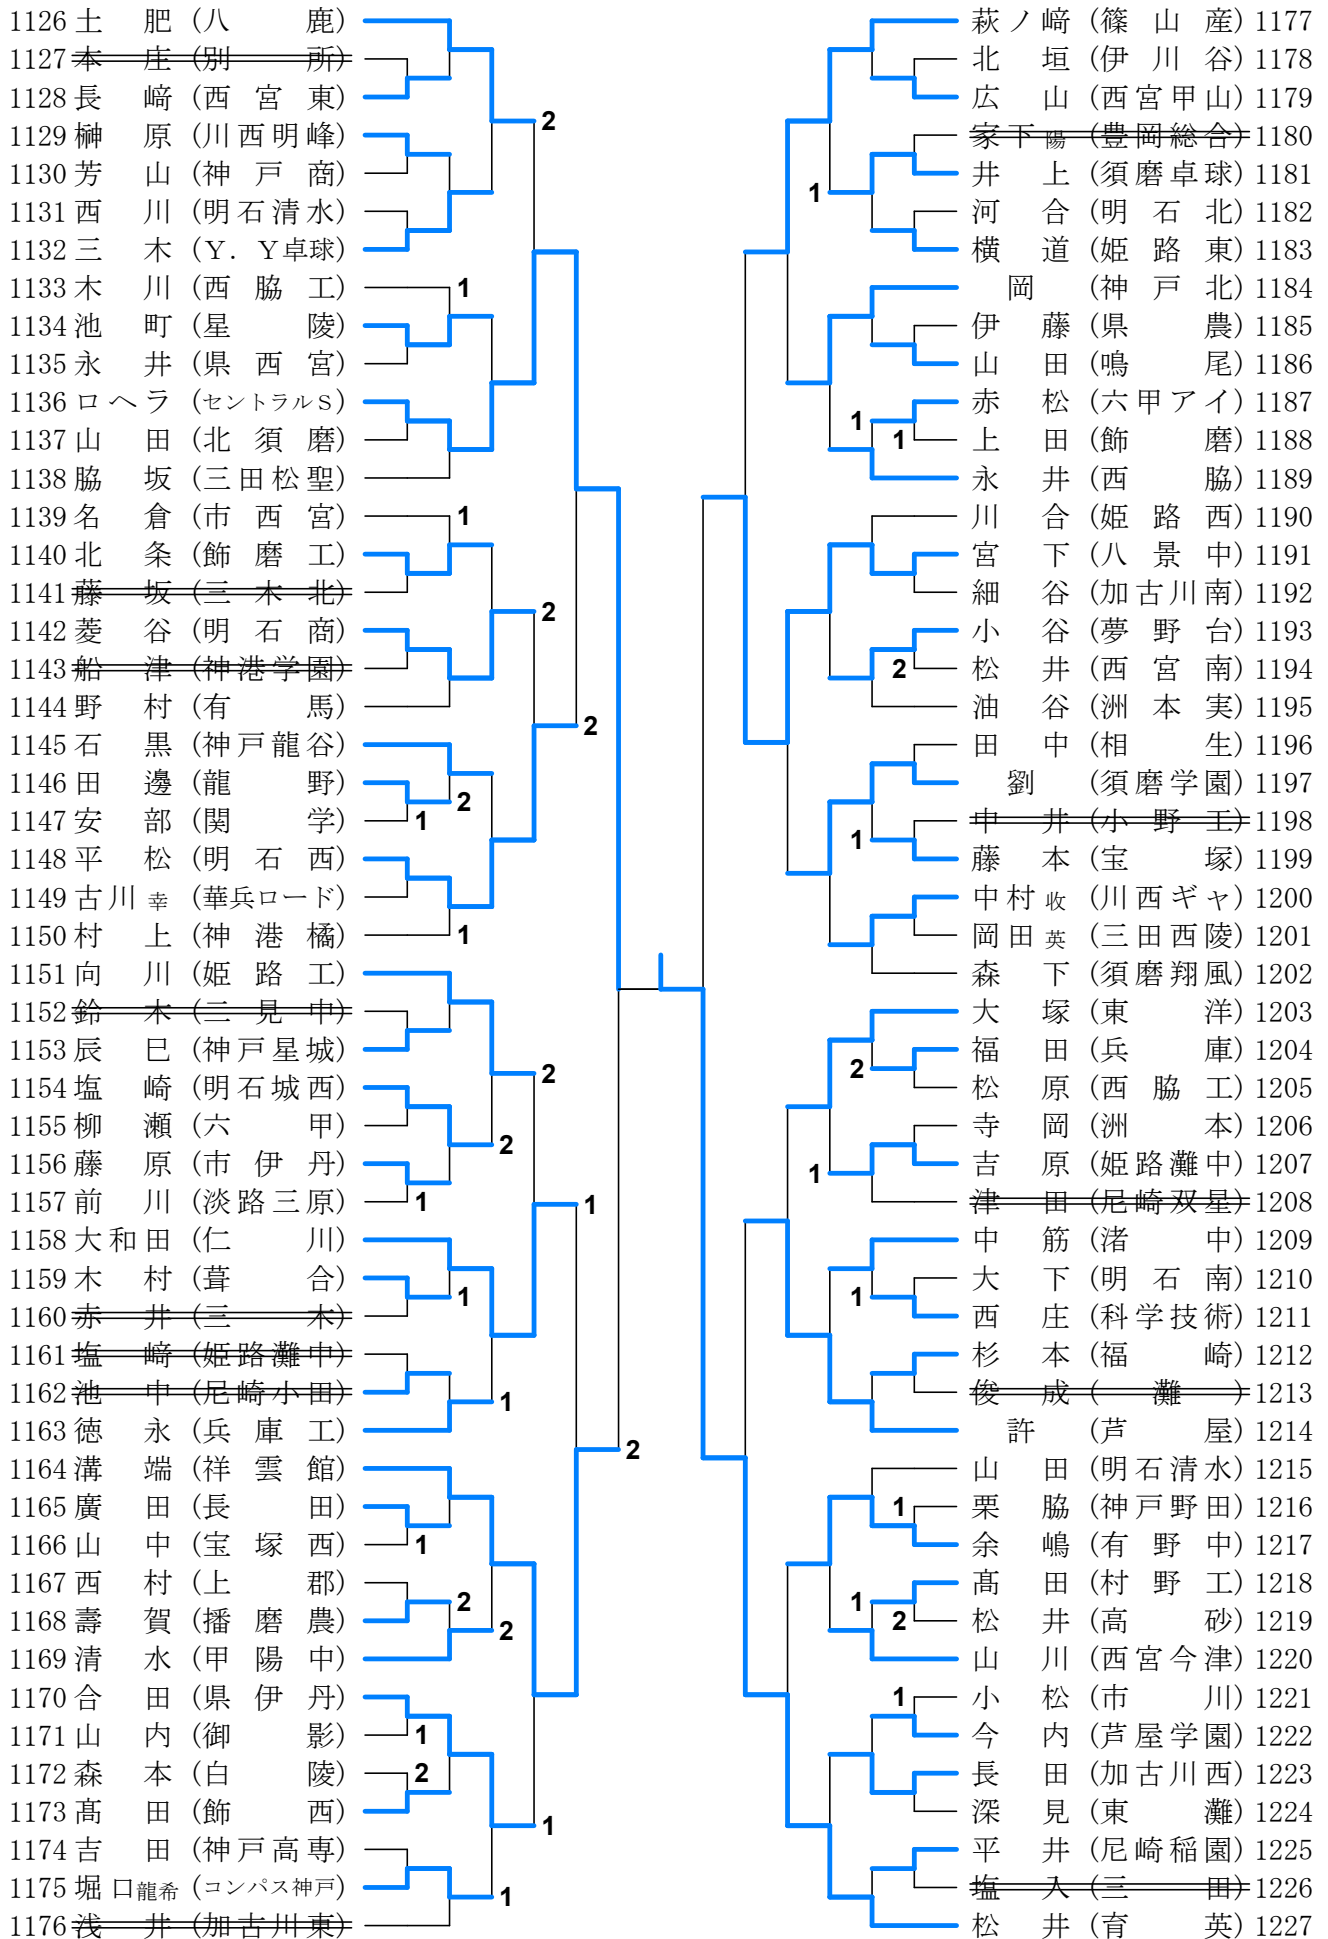 1126 土肥 (八鹿)
1127 本庄 (別所)
1128 長﨑 (西宮東)
1129 榊原 (川西明峰)
1130 芳山 (神戸商)
1131 西川 (明石清水)
1132 三木 (Y．Y卓球)
1133 木川 (西脇工)
1134 池町 (星陵)
1135 永井 (県西宮)
1136 ロヘラ (セントラルS)
1137 山田 (北須磨)
1138 脇坂 (三田松聖)
1139 名倉 (市西宮)
1140 北条 (飾磨工)
1141 藤坂 (三木北)
1142 菱谷 (明石商)
1143 船津 (神港学園)
1144 野村 (有馬)
1145 石黒 (神戸龍谷)
1146 田邊 (龍野)
1147 安部 (関学)
1148 平松 (明石西)
1149 古川幸 (華兵ロード)
1150 村上 (神港橘)
1151 向川 (姫路工)
1152 鈴木 (二見中)
1153 辰巳 (神戸星城)
1154 塩崎 (明石城西)
1155 柳瀬 (六甲)
1156 藤原 (市伊丹)
1157 前川 (淡路三原)
1158 大和田 (仁川)
1159 木村 (葺合)
1160 赤井 (三木)
1161 塩﨑 (姫路灘中)
1162 池中 (尼崎小田)
1163 徳永 (兵庫工)
1164 溝端 (祥雲館)
1165 廣田 (長田)
1166 山中 (宝塚西)
1167 西村 (上郡)
1168 壽賀 (播磨農)
1169 清水 (甲陽中)
1170 合田 (県伊丹)
1171 山内 (御影)
1172 森本 (白陵)
1173 髙田 (飾西)
1174 吉田 (神戸高専)
1175 堀口龍希 (コンパス神戸)
1176 浅井 (加古川東)
2
1
1
2
2
2
1
1
2
2
1
1
1
1
2
1
2
2
1
2
1
1
萩ノ﨑 (篠山産) 1177
北垣 (伊川谷) 1178
広山 (西宮甲山) 1179
家下陽 (豊岡総合) 1180
井上 (須磨卓球) 1181
河合 (明石北) 1182
横道 (姫路東) 1183
岡 (神戸北) 1184
伊藤 (県農) 1185
山田 (鳴尾) 1186
赤松 (六甲アイ) 1187
上田 (飾磨) 1188
永井 (西脇) 1189
川合 (姫路西) 1190
宮下 (八景中) 1191
細谷 (加古川南) 1192
小谷 (夢野台) 1193
松井 (西宮南) 1194
油谷 (洲本実) 1195
田中 (相生) 1196
劉 (須磨学園) 1197
中井 (小野工) 1198
藤本 (宝塚) 1199
中村收 (川西ギャ) 1200
岡田英 (三田西陵) 1201
森下 (須磨翔風) 1202
大塚 (東洋) 1203
福田 (兵庫) 1204
松原 (西脇工) 1205
寺岡 (洲本) 1206
吉原 (姫路灘中) 1207
津田 (尼崎双星) 1208
中筋 (渚中) 1209
大下 (明石南) 1210
西庄 (科学技術) 1211
杉本 (福崎) 1212
俊成 (灘) 1213
許 (芦屋) 1214
山田 (明石清水) 1215
栗脇 (神戸野田) 1216
余嶋 (有野中) 1217
髙田 (村野工) 1218
松井 (高砂) 1219
山川 (西宮今津) 1220
小松 (市川) 1221
今内 (芦屋学園) 1222
長田 (加古川西) 1223
深見 (東灘) 1224
平井 (尼崎稲園) 1225
塩入 (三田) 1226
松井 (育英) 1227
1
1
1
2
1
2
1
1
1
1
2
1